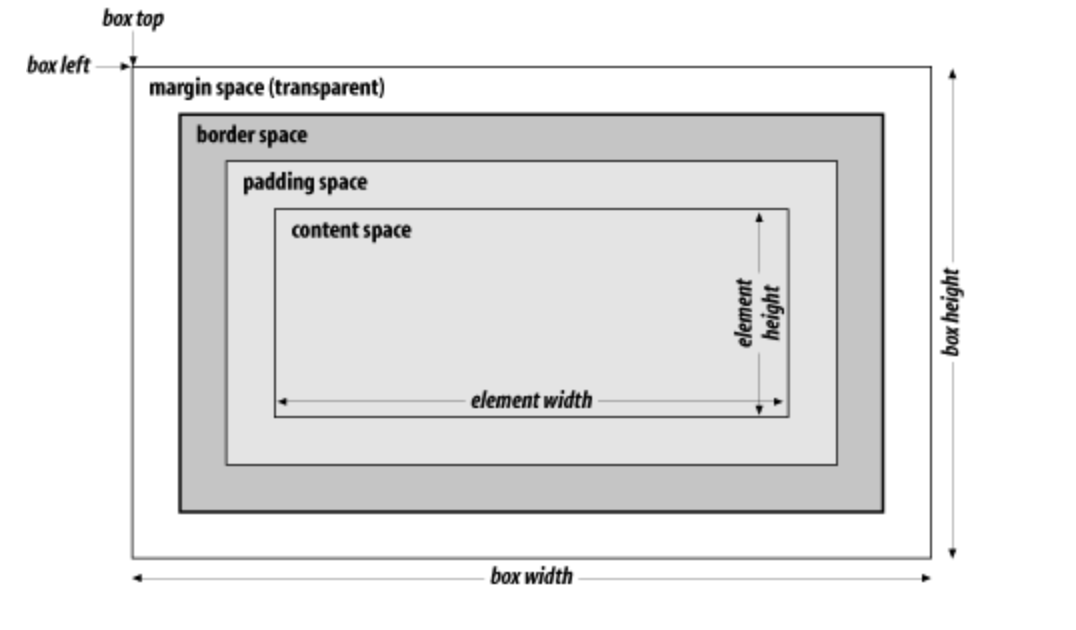 box top
box left
margin space (transparent)
border space
padding space
content space
element
height
element width
box height
box width